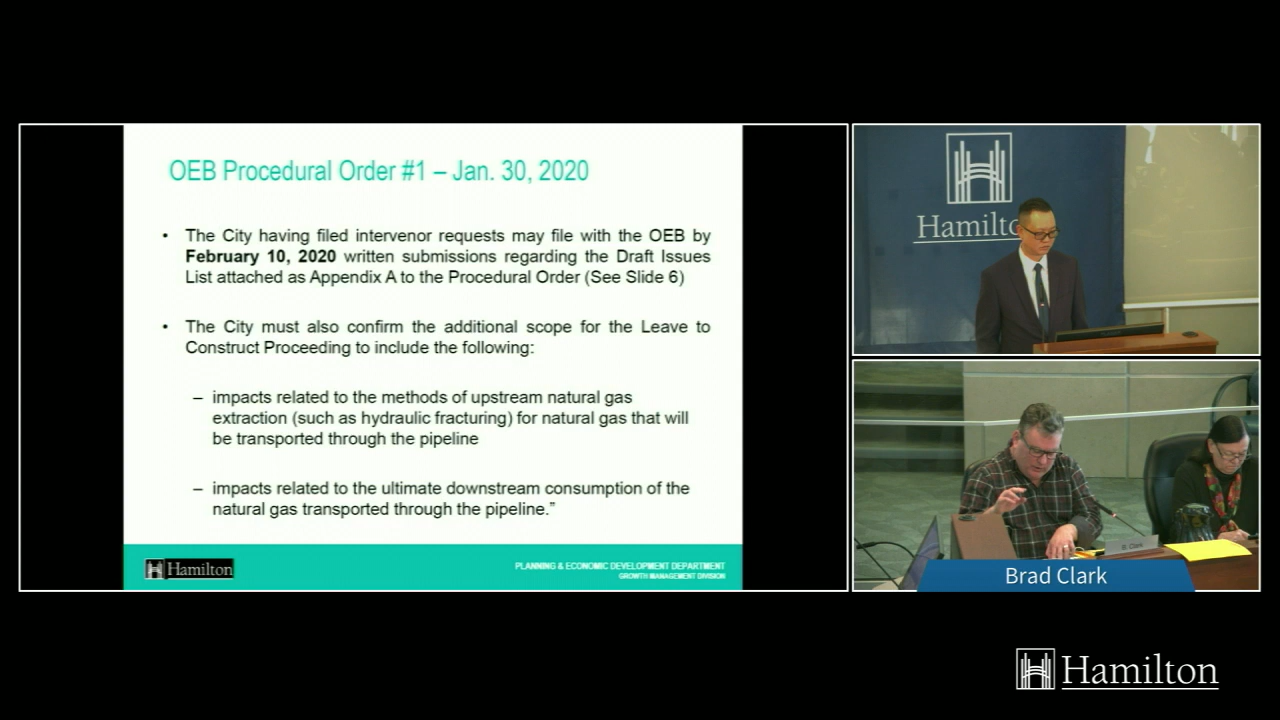 OEB Procedural Order #1 – Jan. 30, 2020
• The City having filed intervenor requests may file with the OEB by
February 10, 2020 written submissions regarding the Draft Issues
List attached as Appendix A to the Procedural Order (See Slide 6)
• The City must also confirm the additional scope for the Leave to
Construct Proceeding to include the following:
– impacts related to the methods of upstream natural gas
extraction (such as hydraulic fracturing) for natural gas that will
be transported through the pipeline
– impacts related to the ultimate downstream consumption of the
natural gas transported through the pipeline.”
Hamilton
PLANNING & ECONOMIC DEVELOPMENT DEPARTMENT
GROWTH MANAGEMENT DIVISION
Hamilto
B. Clark
Brad Clark
Hamilton